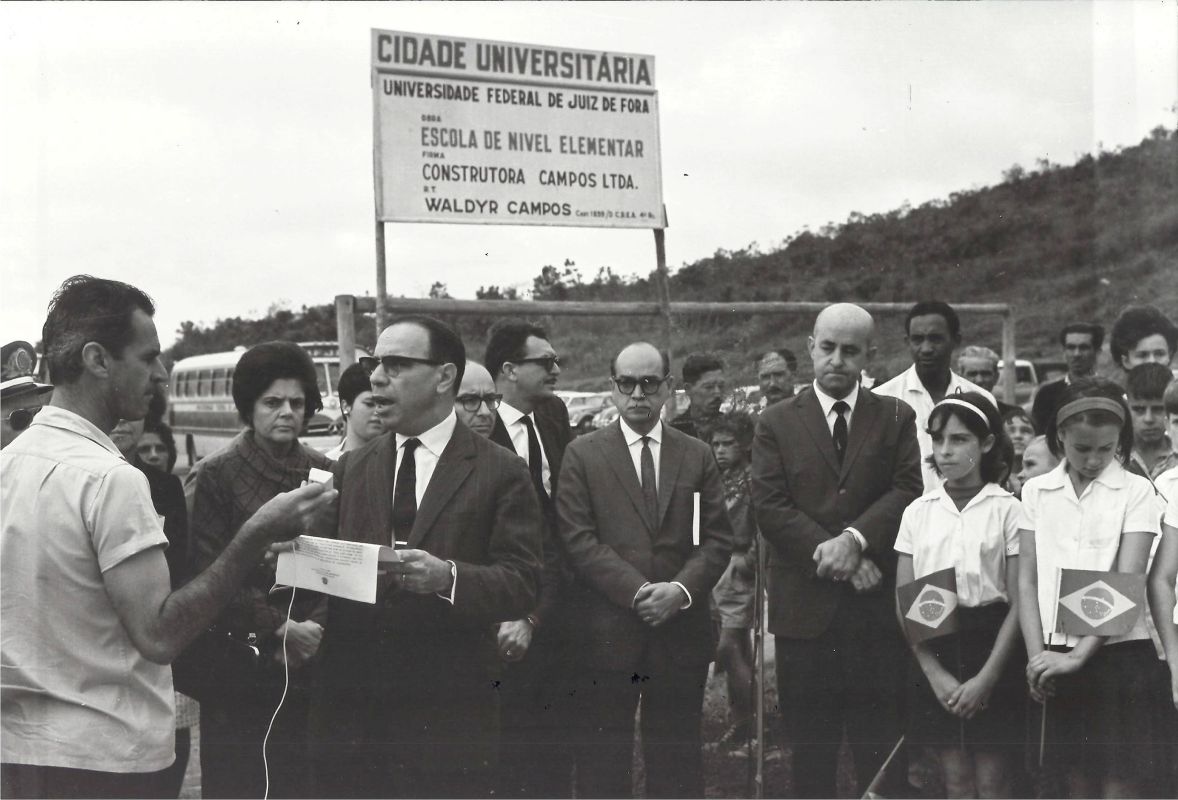 CIDADE UNIVERSITÁRIA
UNIVERSIDADE FEDERAL DE JUIZ DE FORA
OBRA
ESCOLA DE NIVEL ELEMENTAR
FIRMA
CONSTRUTORA CAMPOS LTDA.
R.T.
WALDYR CAMPOS